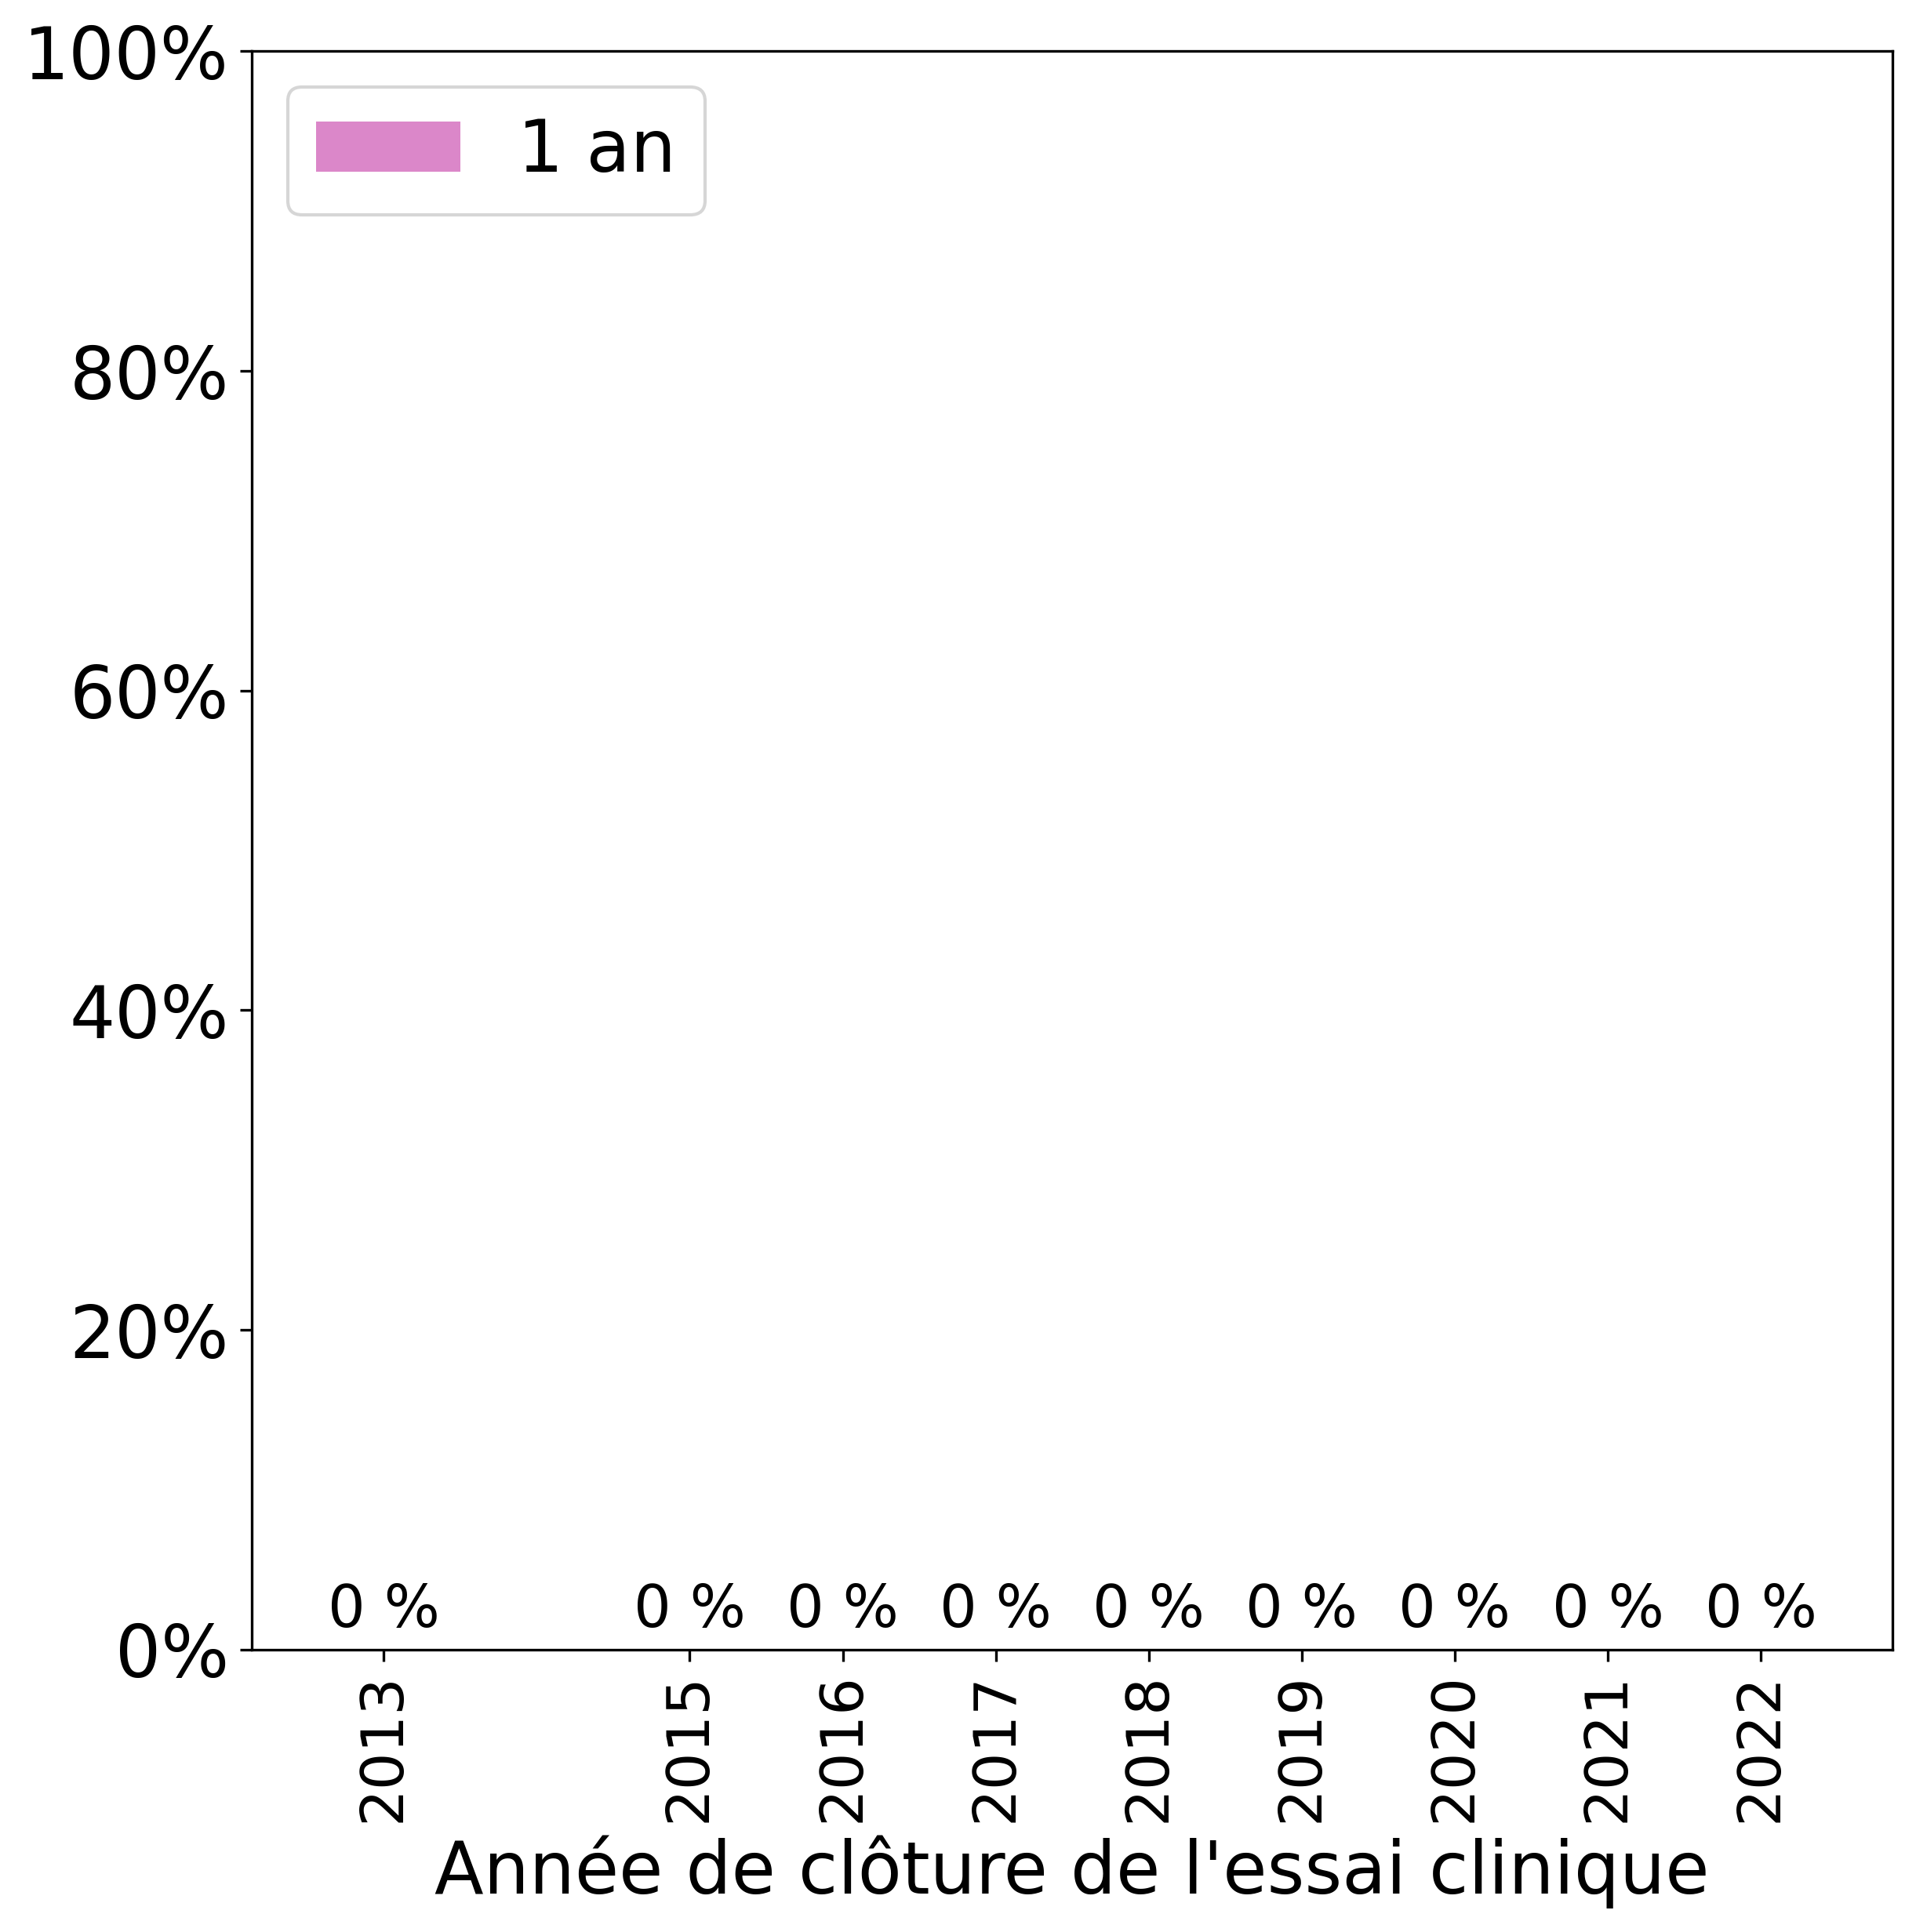 100%
80%
60%
40%
20%
0%
1 an
0 % 0 % 0 % 0 % 0 % 0 % 0 % 0 % 0 %
2013 2015 2016 2017 2018 2019 2020 2021 2022
Année de clôture de l'essai clinique